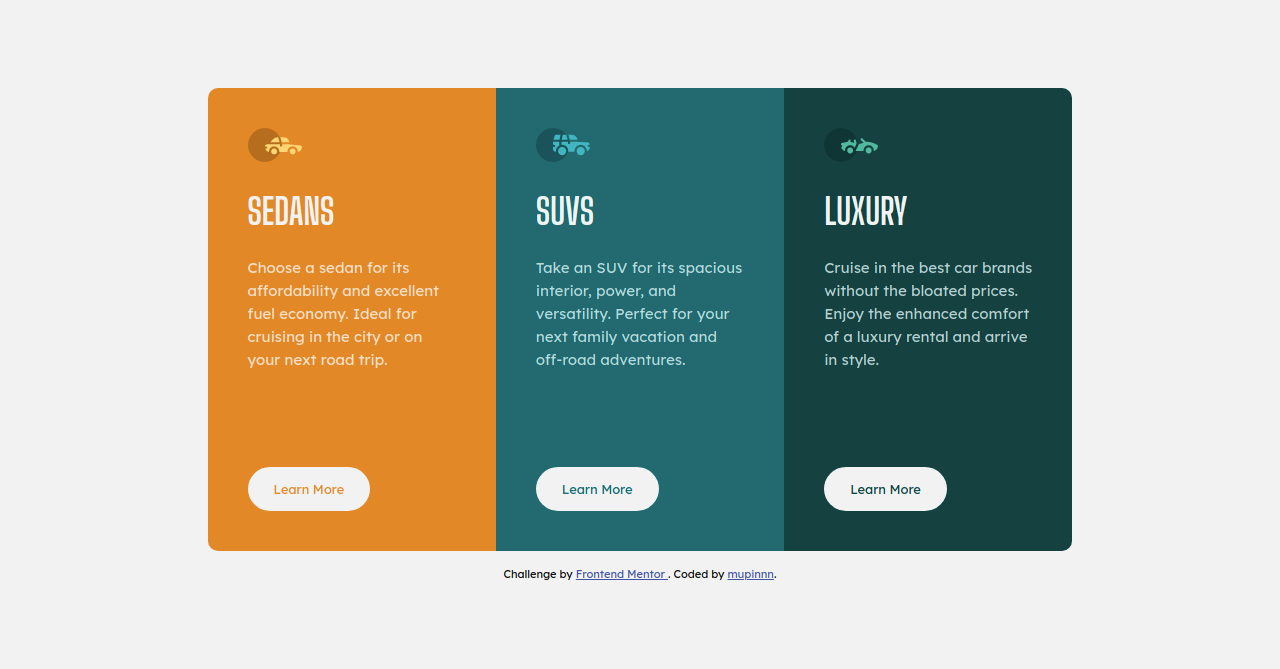 SEDANS
Choose a sedan for its
affordability and excellent
fuel economy. Ideal for
cruising in the city or on
your next road trip.
Learn More
SUVS
Take an SUV for its spacious
interior, power, and
versatility. Perfect for your
next family vacation and
off-road adventures.
Learn More
LUXURY
Cruise in the best car brands
without the bloated prices.
Enjoy the enhanced comfort
of a luxury rental and arrive
in style.
Learn More
Challenge by Frontend Mentor . Coded by mupinnn.